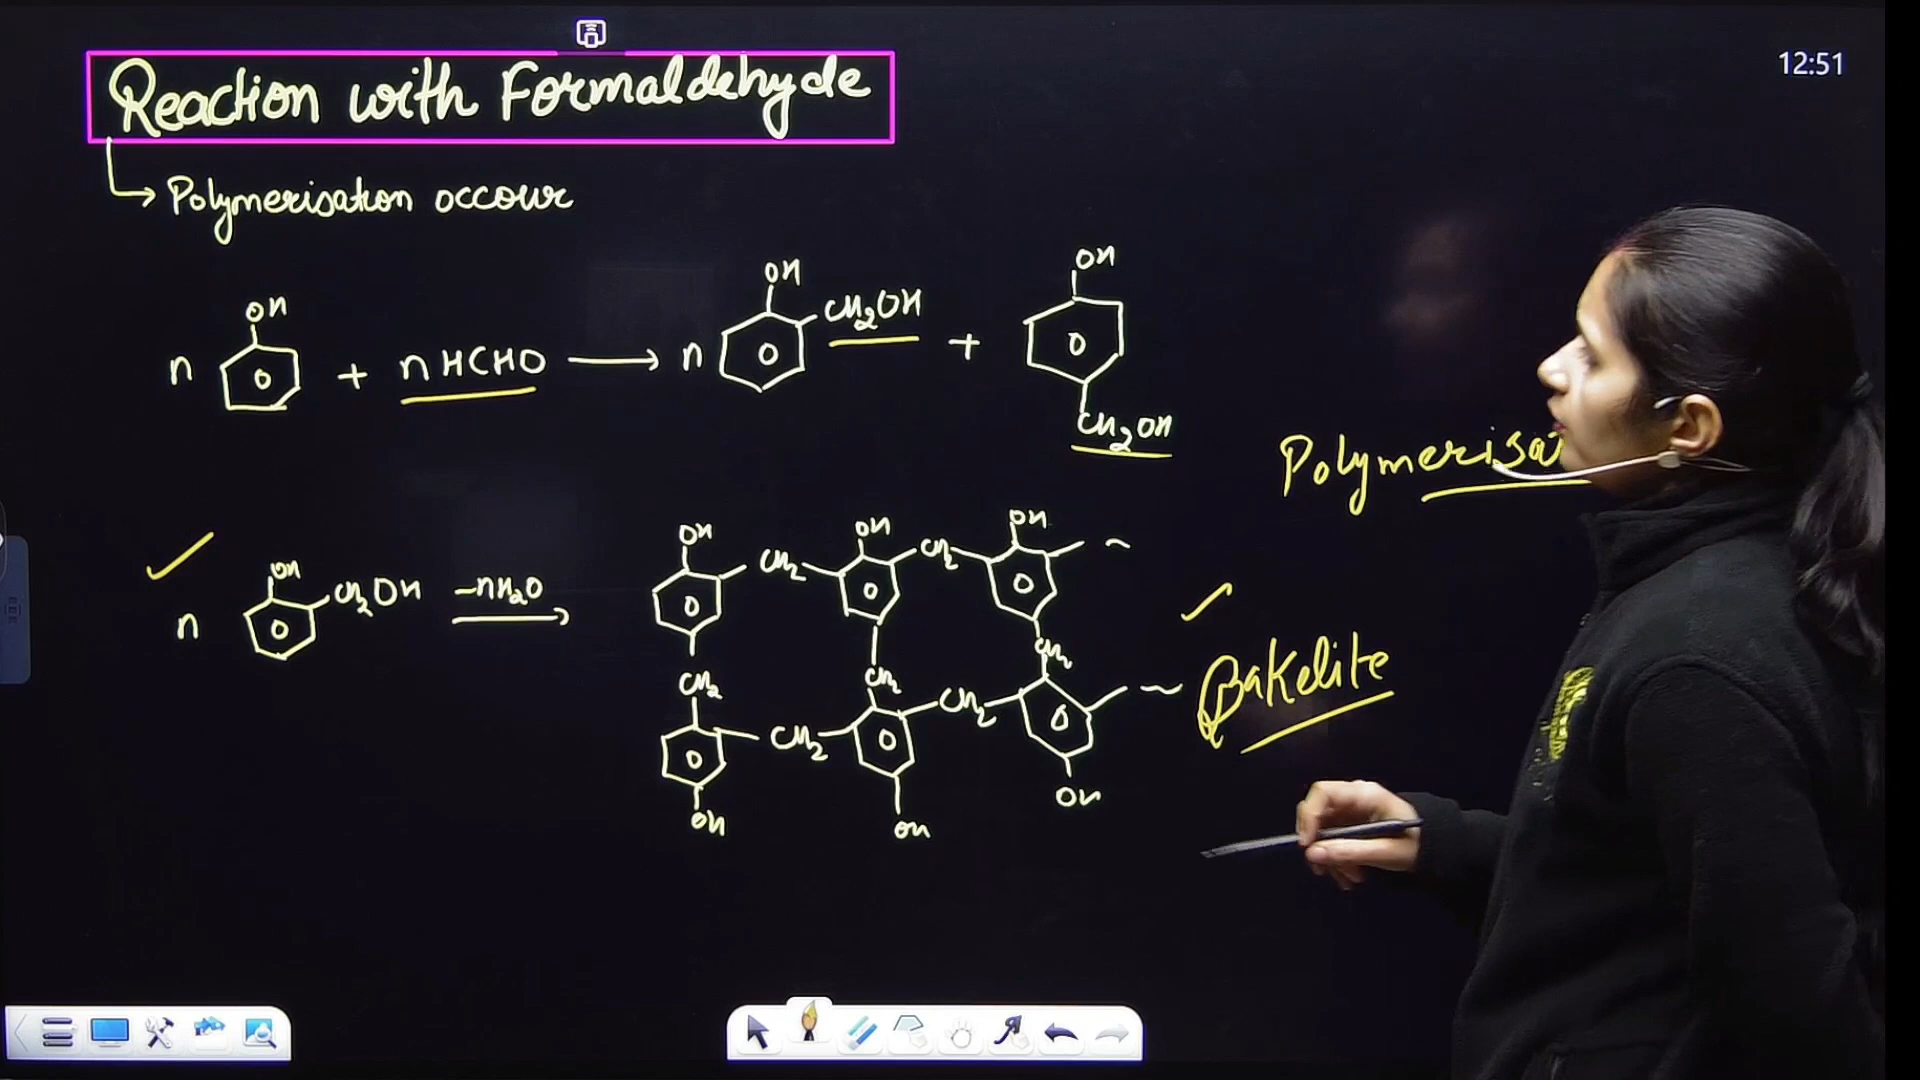 12:51
Reaction with Formaldehyde
Polymerisation occour
OH OH OH
n + n HCHO → n CH2OH +
CH2OH
OH OH OH
CH2 CH2 ~
OH
n CH2OH -nH2O →
CH2 CH2 CH2
CH2 CH2 ~
OH OH OH
Bakelite